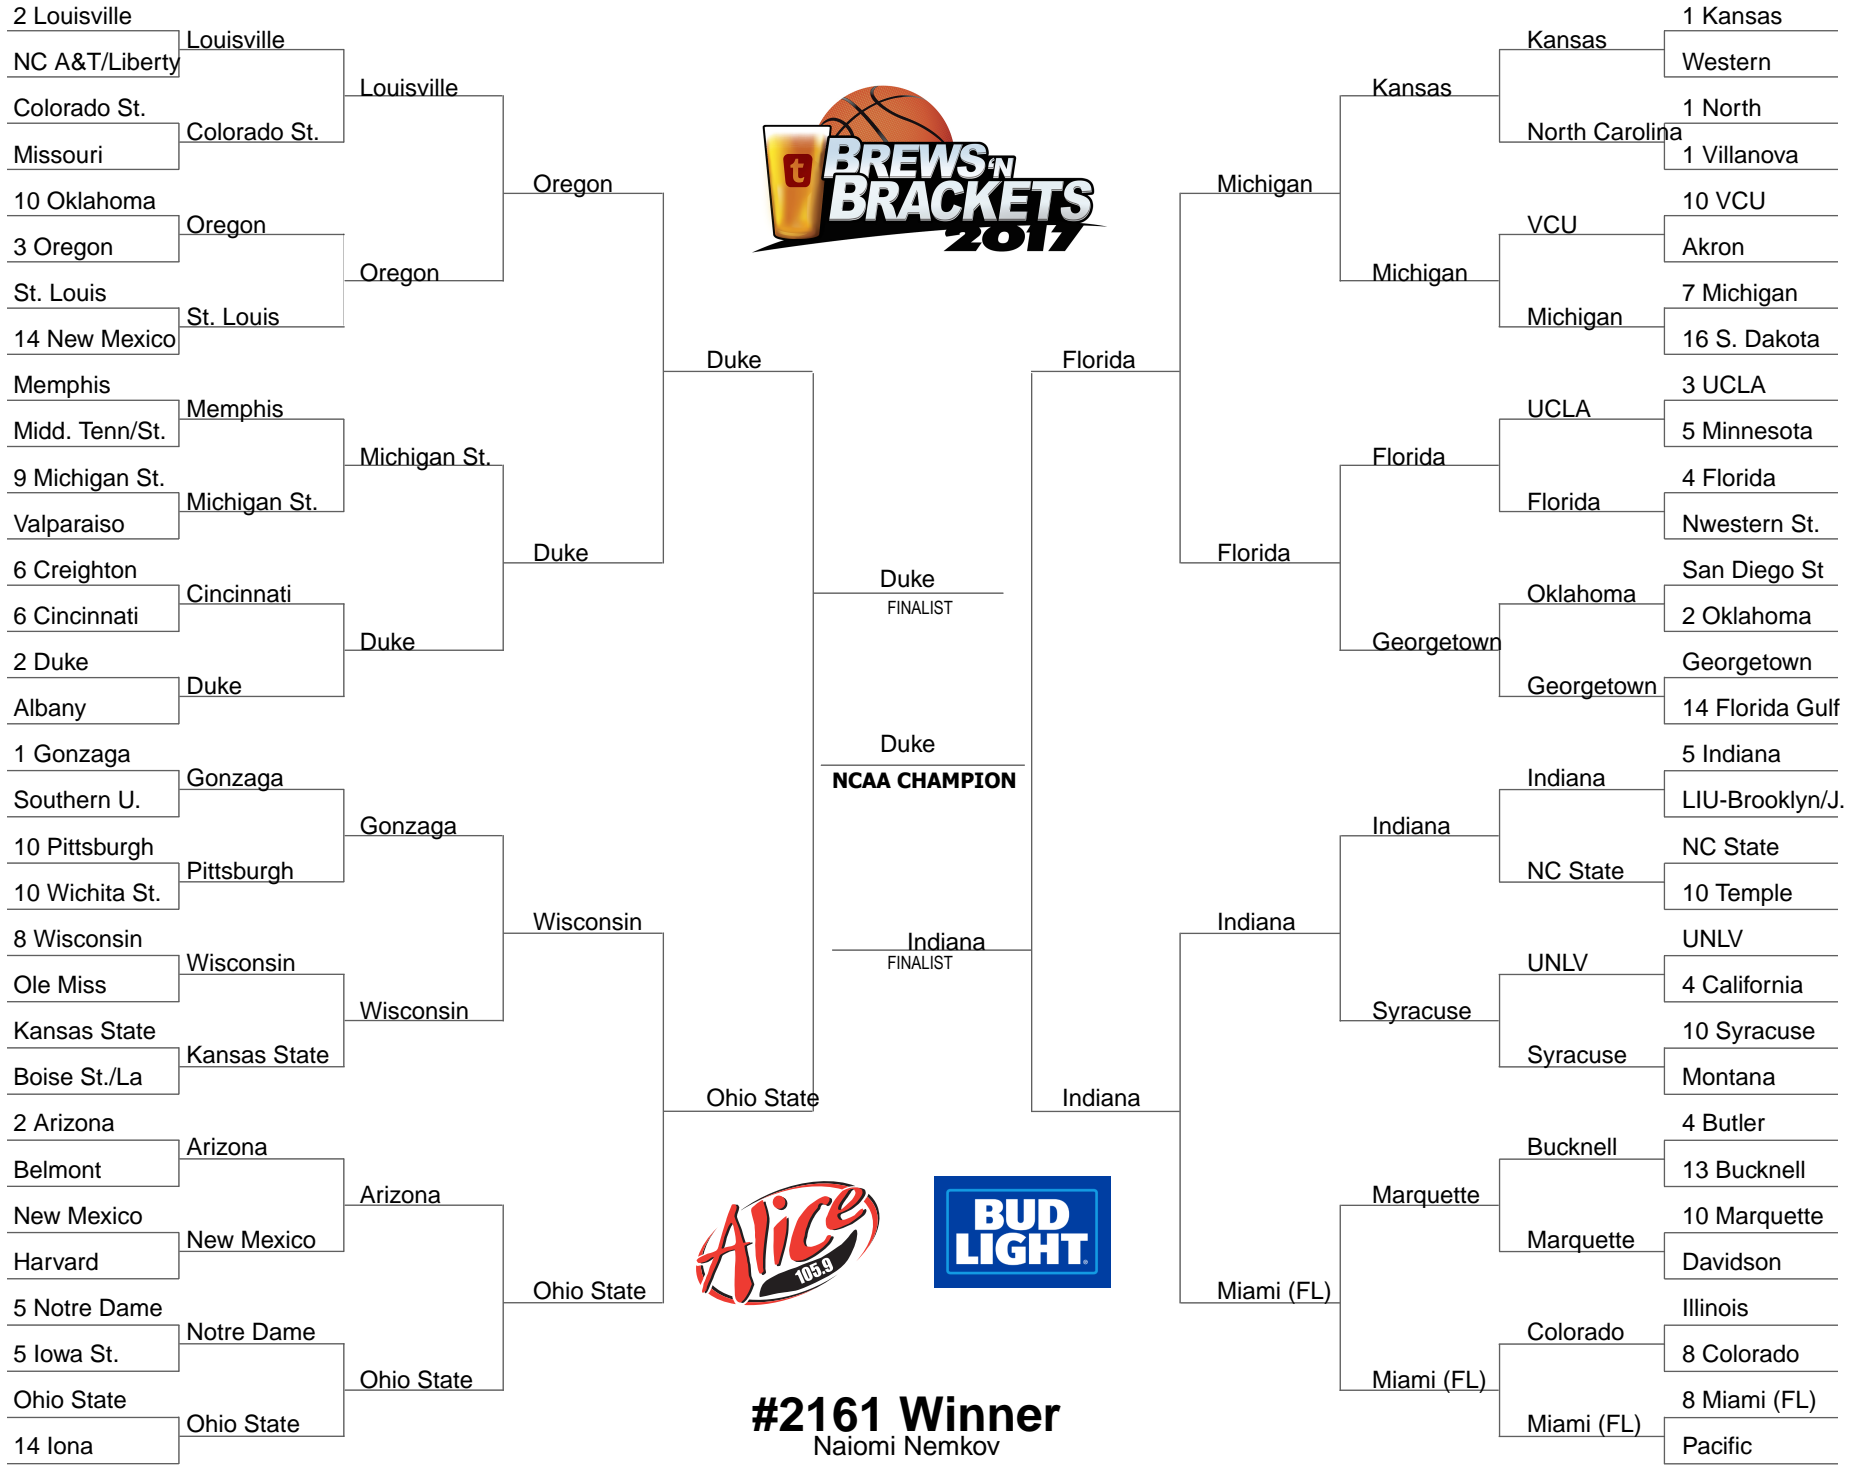 2 Louisville
NC A&T/Liberty
Colorado St.
Missouri
10 Oklahoma
3 Oregon
St. Louis
14 New Mexico
Memphis
Midd. Tenn/St.
9 Michigan St.
Valparaiso
6 Creighton
6 Cincinnati
2 Duke
Albany
1 Gonzaga
Southern U.
10 Pittsburgh
10 Wichita St.
8 Wisconsin
Ole Miss
Kansas State
Boise St./La
2 Arizona
Belmont
New Mexico
Harvard
5 Notre Dame
5 Iowa St.
Ohio State
14 Iona
Louisville
Colorado St.
Oregon
St. Louis
Memphis
Michigan St.
Cincinnati
Duke
Gonzaga
Pittsburgh
Wisconsin
Kansas State
Arizona
New Mexico
Notre Dame
Ohio State
Louisville
Oregon
Michigan St.
Duke
Gonzaga
Wisconsin
Arizona
Ohio State
Oregon
Duke
Wisconsin
Ohio State
Duke
Ohio State
t
BREWS 'N
BRACKETS
2017
Duke
FINALIST
Duke
NCAA CHAMPION
Indiana
FINALIST
Alice
105.9
BUD
LIGHT
#2161 Winner
Naiomi Nemkov
Florida
Indiana
Michigan
Florida
Indiana
Miami (FL)
Kansas
Michigan
Florida
Georgetown
Indiana
Syracuse
Marquette
Miami (FL)
Kansas
North Carolina
VCU
Michigan
UCLA
Florida
Oklahoma
Georgetown
Indiana
NC State
UNLV
Syracuse
Bucknell
Marquette
Colorado
Miami (FL)
1 Kansas
Western
1 North
1 Villanova
10 VCU
Akron
7 Michigan
16 S. Dakota
3 UCLA
5 Minnesota
4 Florida
Nwestern St.
San Diego St
2 Oklahoma
Georgetown
14 Florida Gulf
5 Indiana
LIU-Brooklyn/J.
NC State
10 Temple
UNLV
4 California
10 Syracuse
Montana
4 Butler
13 Bucknell
10 Marquette
Davidson
Illinois
8 Colorado
8 Miami (FL)
Pacific